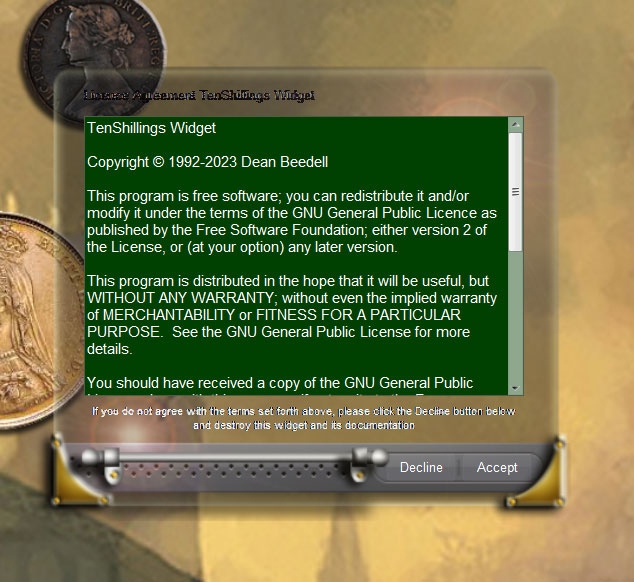 License Agreement TenShillings Widget
TenShillings Widget
Copyright © 1992-2023 Dean Beedell
This program is free software; you can redistribute it and/or
modify it under the terms of the GNU General Public Licence as
published by the Free Software Foundation; either version 2 of
the License, or (at your option) any later version.
This program is distributed in the hope that it will be useful, but
WITHOUT ANY WARRANTY; without even the implied warranty
of MERCHANTABILITY or FITNESS FOR A PARTICULAR
PURPOSE.  See the GNU General Public License for more
details.
You should have received a copy of the GNU General Public
If you do not agree with the terms set forth above, please click the Decline button below
and destroy this widget and its documentation
Decline
Accept